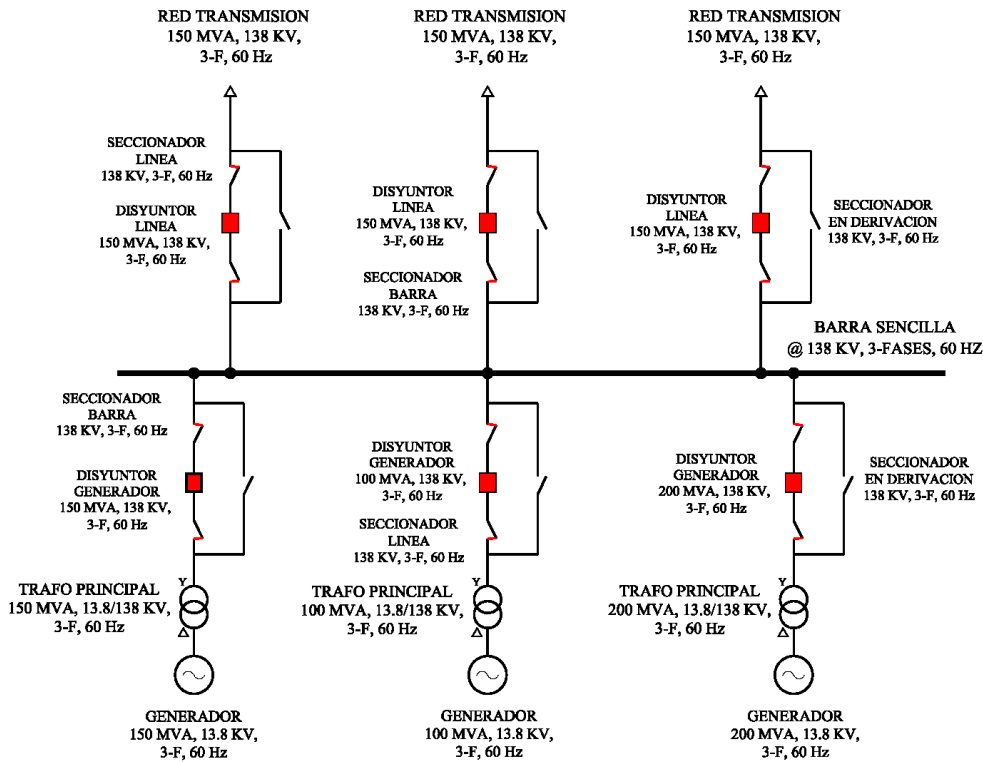 RED TRANSMISION
150 MVA, 138 KV,
3-F, 60 Hz
RED TRANSMISION
150 MVA, 138 KV,
3-F, 60 Hz
RED TRANSMISION
150 MVA, 138 KV,
3-F, 60 Hz
SECCIONADOR
LINEA
138 KV, 3-F, 60 Hz
DISYUNTOR
LINEA
150 MVA, 138 KV,
3-F, 60 Hz
DISYUNTOR
LINEA
150 MVA, 138 KV,
3-F, 60 Hz
SECCIONADOR
BARRA
138 KV, 3-F, 60 Hz
DISYUNTOR
LINEA
150 MVA, 138 KV,
3-F, 60 Hz
SECCIONADOR
EN DERIVACION
138 KV, 3-F, 60 Hz
BARRA SENCILLA
@ 138 KV, 3-FASES, 60 HZ
SECCIONADOR
BARRA
138 KV, 3-F, 60 Hz
DISYUNTOR
GENERADOR
150 MVA, 138 KV,
3-F, 60 Hz
DISYUNTOR
GENERADOR
100 MVA, 138 KV,
3-F, 60 Hz
SECCIONADOR
LINEA
138 KV, 3-F, 60 Hz
DISYUNTOR
GENERADOR
200 MVA, 138 KV,
3-F, 60 Hz
SECCIONADOR
EN DERIVACION
138 KV, 3-F, 60 Hz
Y
TRAFO PRINCIPAL
150 MVA, 13.8/138 KV,
3-F, 60 Hz
Y
TRAFO PRINCIPAL
100 MVA, 13.8/138 KV,
3-F, 60 Hz
Y
TRAFO PRINCIPAL
200 MVA, 13.8/138 KV,
3-F, 60 Hz
GENERADOR
150 MVA, 13.8 KV,
3-F, 60 Hz
GENERADOR
100 MVA, 13.8 KV,
3-F, 60 Hz
GENERADOR
200 MVA, 13.8 KV,
3-F, 60 Hz